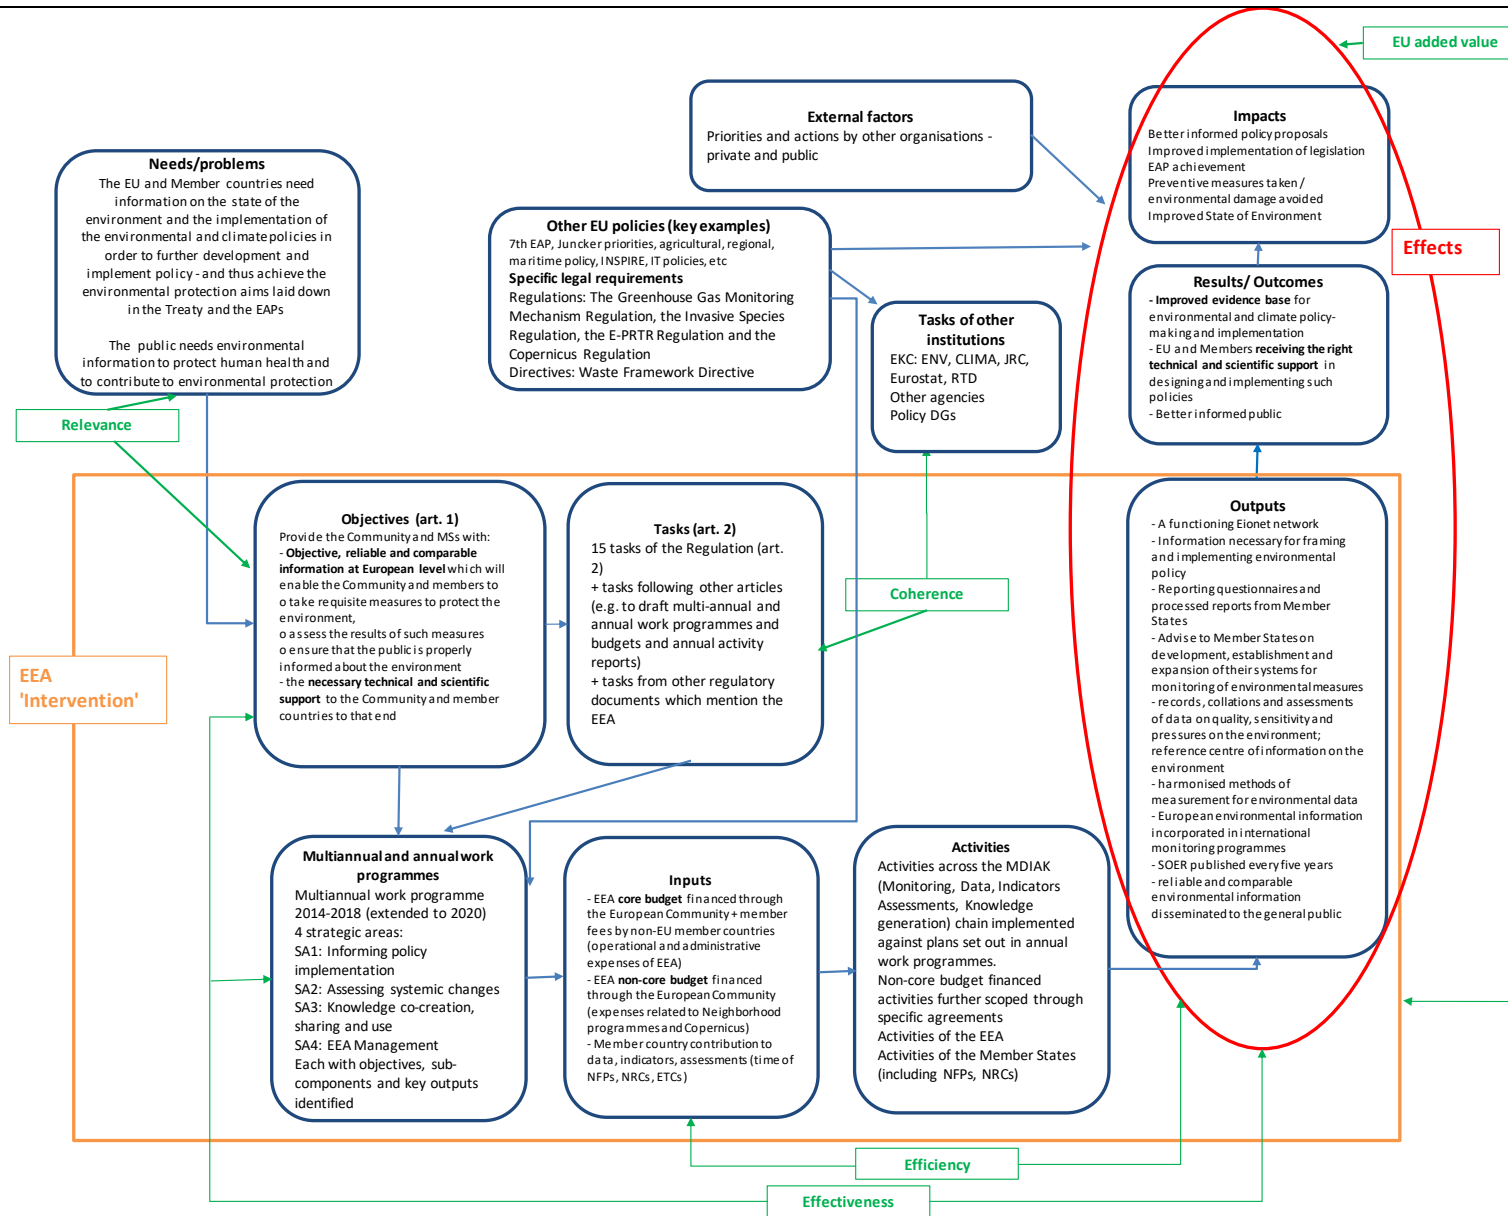 EU added value
External factors
Priorities and actions by other organisations -
private and public
Impacts
Better informed policy proposals
Improved implementation of legislation
EAP achievement
Preventive measures taken /
environmental damage avoided
Improved State of Environment
Needs/problems
The EU and Member countries need
information on the state of the
environment and the implementation of
the environmental and climate policies in
order to further development and
implement policy - and thus achieve the
environmental protection aims laid down
in the Treaty and the EAPs
The public needs environmental
information to protect human health and
to contribute to environmental protection
Other EU policies (key examples)
7th EAP, Juncker priorities, agricultural, regional,
maritime policy, INSPIRE, IT policies, etc
Specific legal requirements
Regulations: The Greenhouse Gas Monitoring
Mechanism Regulation, the Invasive Species
Regulation, the E-PRTR Regulation and the
Copernicus Regulation
Directives: Waste Framework Directive
Effects
Results/ Outcomes
- Improved evidence base for
environmental and climate policy-
making and implementation
- EU and Members receiving the right
technical and scientific support in
designing and implementing such
policies
- Better informed public
Tasks of other
institutions
EKC: ENV, CLIMA, JRC,
Eurostat, RTD
Other agencies
Policy DGs
Relevance
Objectives (art. 1)
Provide the Community and MSs with:
- Objective, reliable and comparable
information at European level which will
enable the Community and members to
o take requisite measures to protect the
environment,
o assess the results of such measures
o ensure that the public is properly
informed about the environment
- the necessary technical and scientific
support to the Community and member
countries to that end
Tasks (art. 2)
15 tasks of the Regulation (art.
2)
+ tasks following other articles
(e.g. to draft multi-annual and
annual work programmes and
budgets and annual activity
reports)
+ tasks from other regulatory
documents which mention the
EEA
Coherence
Outputs
- A functioning Eionet network
- Information necessary for framing
and implementing environmental
policy
- Reporting questionnaires and
processed reports from Member
States
- Advise to Member States on
development, establishment and
expansion of their systems for
monitoring of environmental measures
- records, collations and assessments
of data on quality, sensitivity and
pressures on the environment;
reference centre of information on the
environment
- harmonised methods of
measurement for environmental data
- European environmental information
incorporated in international
monitoring programmes
- SOER published every five years
- reliable and comparable
environmental information
disseminated to the general public
EEA
'Intervention'
Multiannual and annual work
programmes
Multiannual work programme
2014-2018 (extended to 2020)
4 strategic areas:
SA1: Informing policy
implementation
SA2: Assessing systemic changes
SA3: Knowledge co-creation,
sharing and use
SA4: EEA Management
Each with objectives, sub-
components and key outputs
identified
Inputs
- EEA core budget financed through
the European Community + member
fees by non-EU member countries
(operational and administrative
expenses of EEA)
- EEA non-core budget financed
through the European Community
(expenses related to Neighborhood
programmes and Copernicus)
- Member country contribution to
data, indicators, assessments (time of
NFPs, NRCs, ETCs)
Activities
Activities across the MDIAK
(Monitoring, Data, Indicators
Assessments, Knowledge
generation) chain implemented
against plans set out in annual
work programmes.
Non-core budget financed
activities further scoped through
specific agreements
Activities of the EEA
Activities of the Member States
(including NFPs, NRCs)
Efficiency
Effectiveness